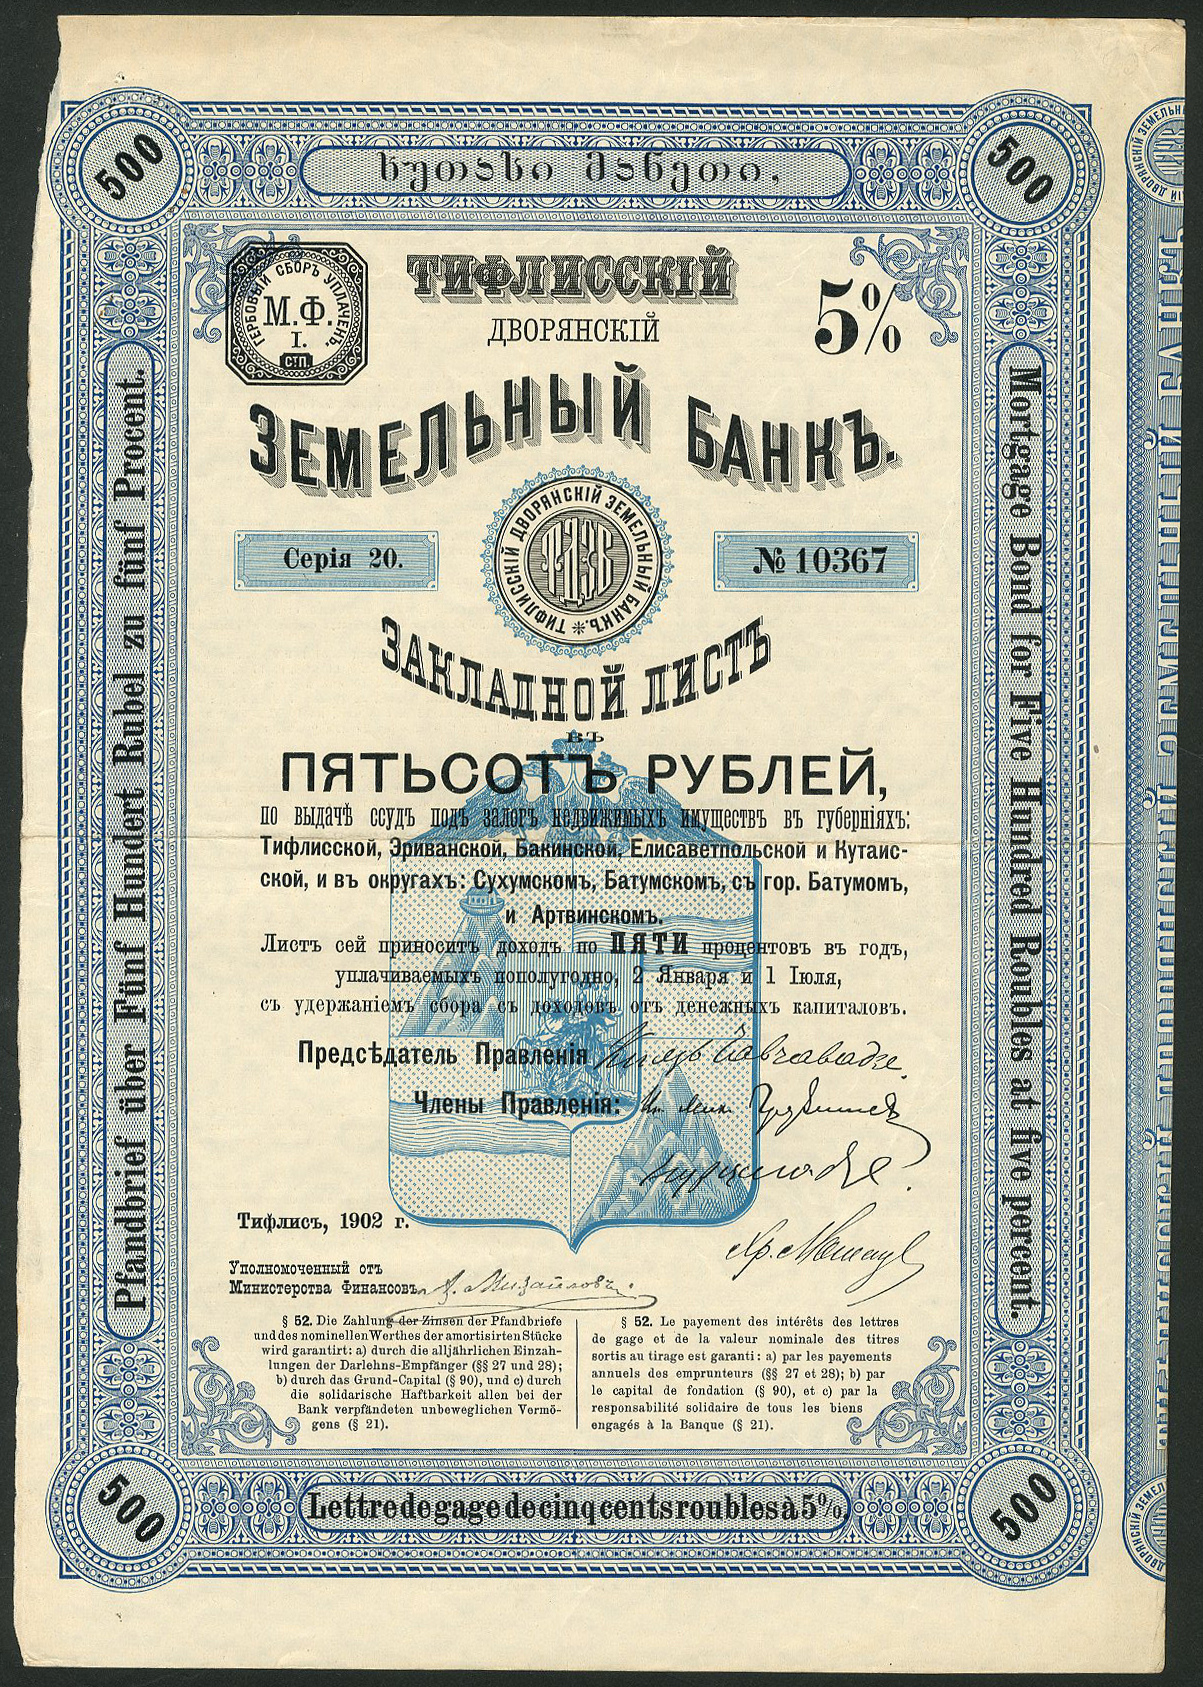 500
ხუთასი მანეთი.
500
ГЕРБОВЫЙ СБОРЪ УПЛАЧЕНЪ.
М.Ф.
I.
СТП.
ТИФЛИССКІЙ
ДВОРЯНСКІЙ
5%
ЗЕМЕЛЬНЫЙ БАНКЪ.
Серія 20.
ТИФЛИССКІЙ ДВОРЯНСКІЙ ЗЕМЕЛЬНЫЙ БАНКЪ.
ТДЗБ
№ 10367
ЗАКЛАДНОЙ ЛИСТЪ
ВЪ
ПЯТЬСОТЪ РУБЛЕЙ,
по выдачѣ ссудъ подъ залогъ недвижимыхъ имуществъ въ губерніяхъ:
Тифлисской, Эриванской, Бакинской, Елисаветпольской и Кутаис-
ской, и въ округахъ: Сухумскомъ, Батумскомъ, съ гор. Батумомъ,
и Артвинскомъ.
Листъ сей приноситъ доходъ по ПЯТИ процентовъ въ годъ,
уплачиваемыхъ пополугодно, 2 Января и 1 Іюля,
съ удержаніемъ сбора съ доходовъ отъ денежныхъ капиталовъ.
Предсѣдатель Правленія Князь Чавчавадзе.
Члены Правленія:
Тифлисъ, 1902 г.
Уполномоченный отъ
Министерства Финансовъ А. Михайловъ.
§ 52. Die Zahlung der Zinsen der Pfandbriefe
und des nominellen Werthes der amortisirten Stücke
wird garantirt: a) durch die alljährlichen Einzah-
lungen der Darlehns-Empfänger (§§ 27 und 28);
b) durch das Grund-Capital (§ 90), und c) durch
die solidarische Haftbarkeit allen bei der
Bank verpfändeten unbeweglichen Vermö-
gens (§ 21).
§ 52. Le payement des intérêts des lettres
de gage et de la valeur nominale des titres
sortis au tirage est garanti: a) par les payements
annuels des emprunteurs (§§ 27 et 28); b) par
le capital de fondation (§ 90), et c) par la
responsabilité solidaire de tous les biens
engagés à la Banque (§ 21).
Pfandbrief über Fünf Hundert Rubel zu fünf Procent.
Mortgage Bond for Five Hundred Roubles at five percent.
500
Lettre de gage de cinq cents roubles à 5%.
500